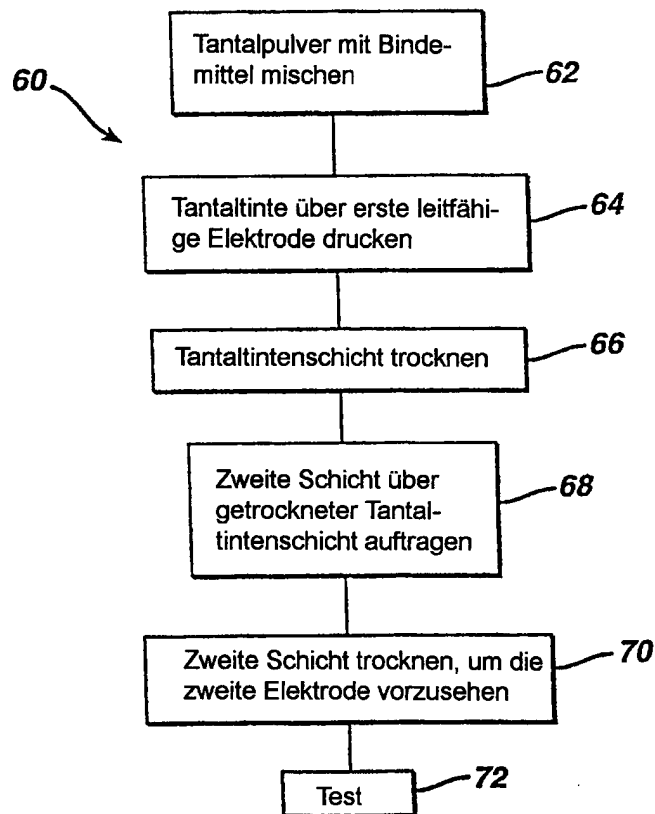 Tantalpulver mit Binde-
mittel mischen
62
60
Tantaltinte über erste leitfähi-
ge Elektrode drucken
64
Tantaltintenschicht trocknen
66
Zweite Schicht über
getrockneter Tantal-
tintenschicht auftragen
68
Zweite Schicht trocknen, um die
zweite Elektrode vorzusehen
70
Test
72